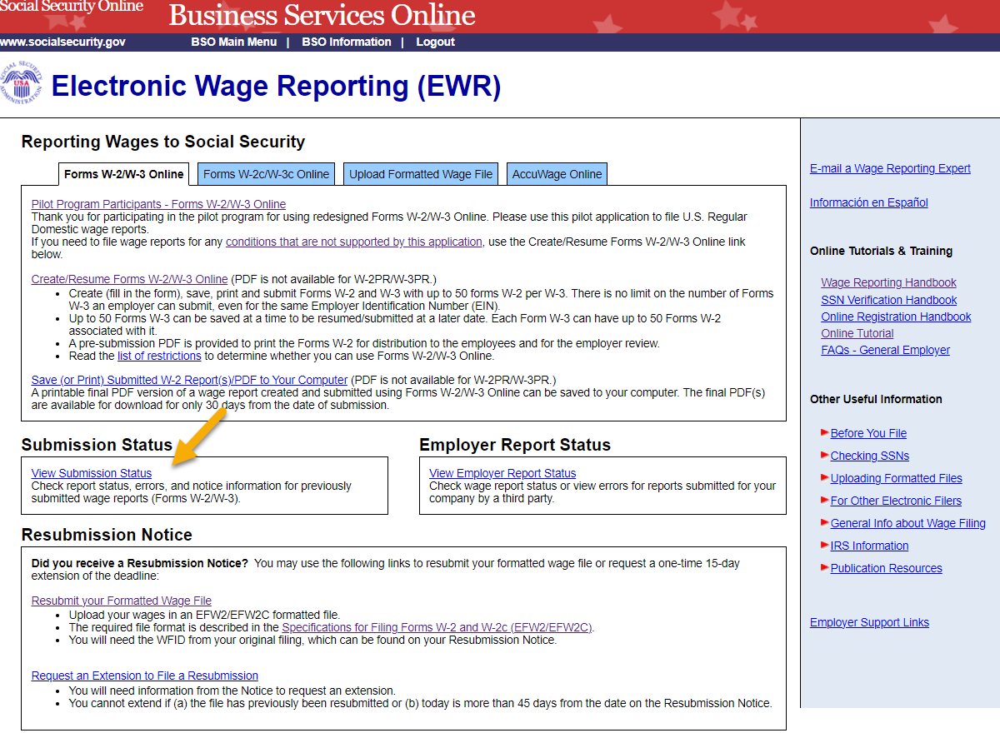 Social Security Online
Business Services Online
www.socialsecurity.gov
BSO Main Menu | BSO Information | Logout
SOCIAL SECURITY ADMINISTRATION
USA
Electronic Wage Reporting (EWR)
Reporting Wages to Social Security
Forms W-2/W-3 Online
Forms W-2c/W-3c Online
Upload Formatted Wage File
AccuWage Online
Pilot Program Participants - Forms W-2/W-3 Online
Thank you for participating in the pilot program for using redesigned Forms W-2/W-3 Online. Please use this pilot application to file U.S. Regular
Domestic wage reports.
If you need to file wage reports for any conditions that are not supported by this application, use the Create/Resume Forms W-2/W-3 Online link
below.
Create/Resume Forms W-2/W-3 Online (PDF is not available for W-2PR/W-3PR.)
• Create (fill in the form), save, print and submit Forms W-2 and W-3 with up to 50 forms W-2 per W-3. There is no limit on the number of Forms
W-3 an employer can submit, even for the same Employer Identification Number (EIN).
• Up to 50 Forms W-3 can be saved at a time to be resumed/submitted at a later date. Each Form W-3 can have up to 50 Forms W-2
associated with it.
• A pre-submission PDF is provided to print the Forms W-2 for distribution to the employees and for the employer review.
• Read the list of restrictions to determine whether you can use Forms W-2/W-3 Online.
Save (or Print) Submitted W-2 Report(s)/PDF to Your Computer (PDF is not available for W-2PR/W-3PR.)
A printable final PDF version of a wage report created and submitted using Forms W-2/W-3 Online can be saved to your computer. The final PDF(s)
are available for download for only 30 days from the date of submission.
Submission Status
View Submission Status
Check report status, errors, and notice information for previously
submitted wage reports (Forms W-2/W-3).
Employer Report Status
View Employer Report Status
Check wage report status or view errors for reports submitted for your
company by a third party.
Resubmission Notice
Did you receive a Resubmission Notice? You may use the following links to resubmit your formatted wage file or request a one-time 15-day
extension of the deadline:
Resubmit your Formatted Wage File
• Upload your wages in an EFW2/EFW2C formatted file.
• The required file format is described in the Specifications for Filing Forms W-2 and W-2c (EFW2/EFW2C).
• You will need the WFID from your original filing, which can be found on your Resubmission Notice.
Request an Extension to File a Resubmission
• You will need information from the Notice to request an extension.
• You cannot extend if (a) the file has previously been resubmitted or (b) today is more than 45 days from the date on the Resubmission Notice.
E-mail a Wage Reporting Expert
Información en Español
Online Tutorials & Training
Wage Reporting Handbook
SSN Verification Handbook
Online Registration Handbook
Online Tutorial
FAQs - General Employer
Other Useful Information
Before You File
Checking SSNs
Uploading Formatted Files
For Other Electronic Filers
General Info about Wage Filing
IRS Information
Publication Resources
Employer Support Links